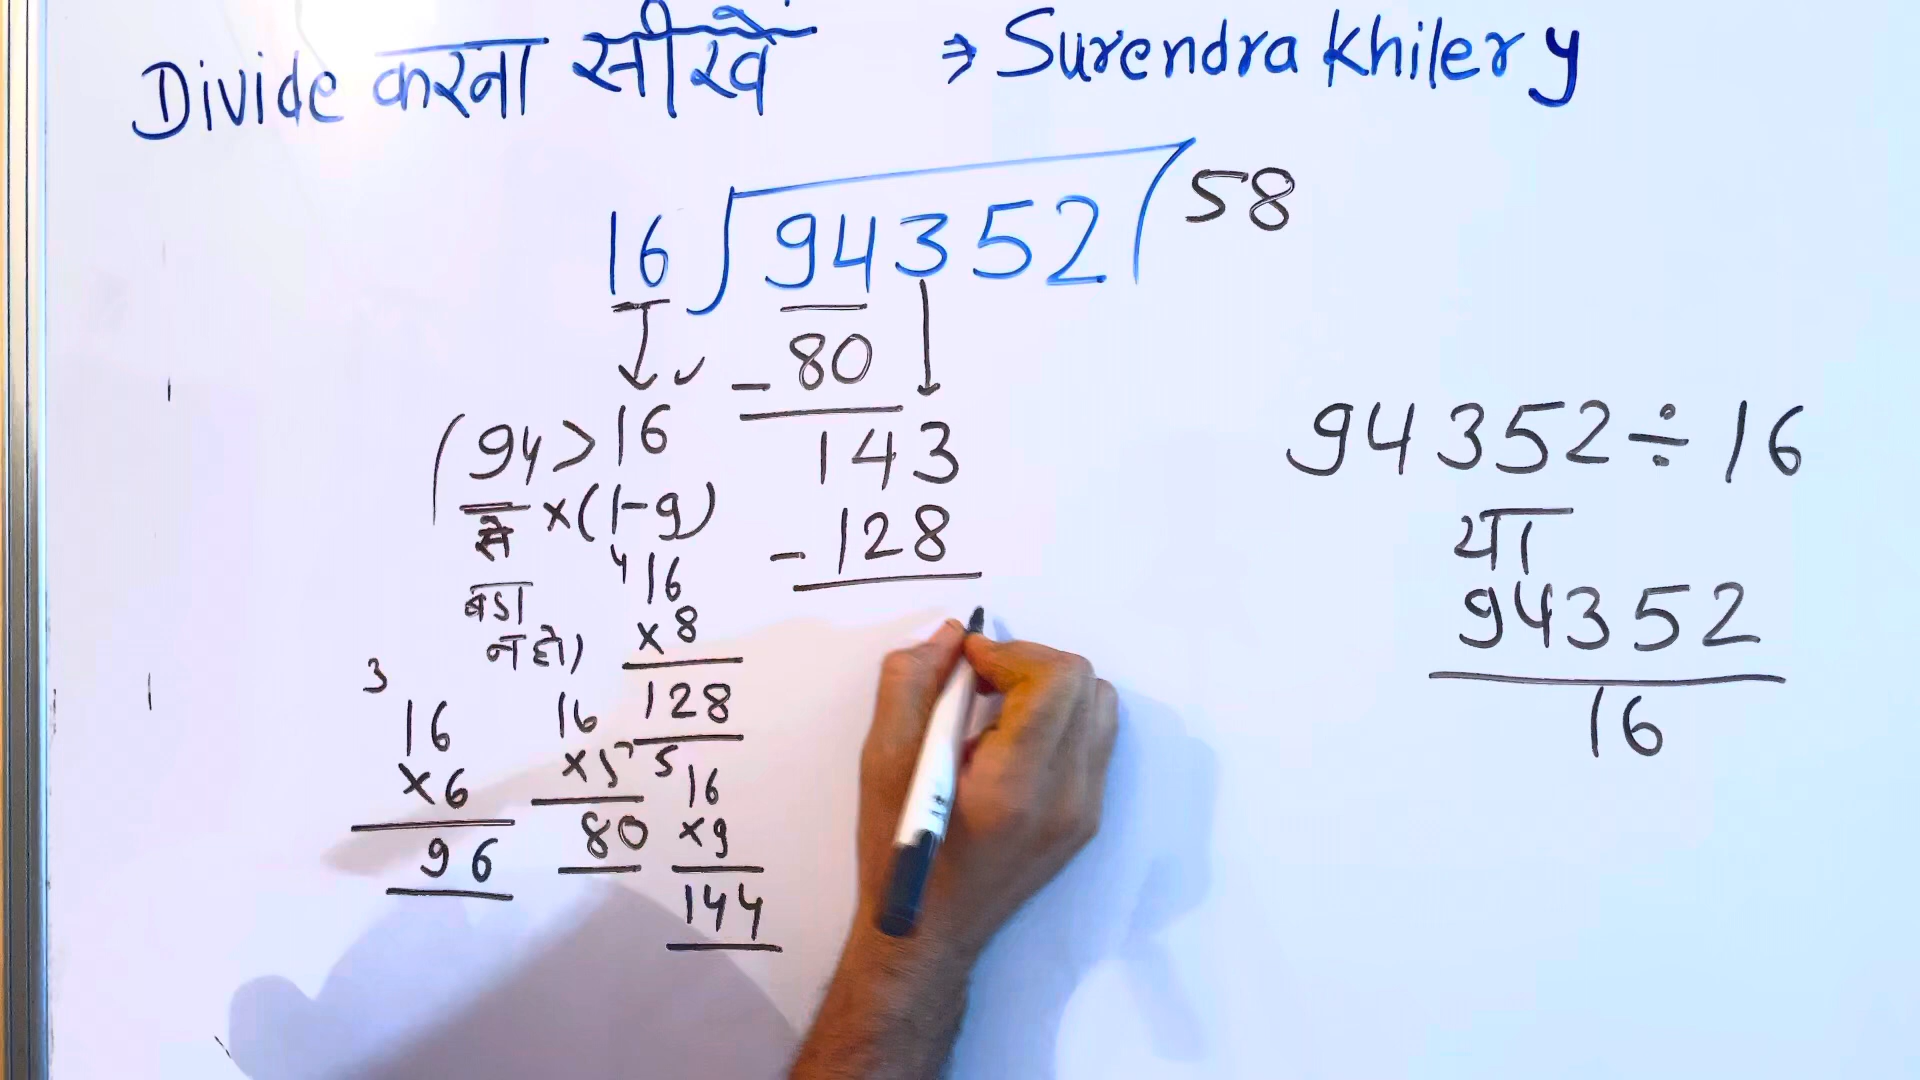 Divide करना सीखें ⇒ Surendra Khilery
16 94352 58
80
143
-128
(94 > 16
से ×(1-9)
बड़ा
न हो)
4 16
×8
128
3
16
×6
96
16
×5
80
5 16
×9
144
94352 ÷ 16
या
94352
16